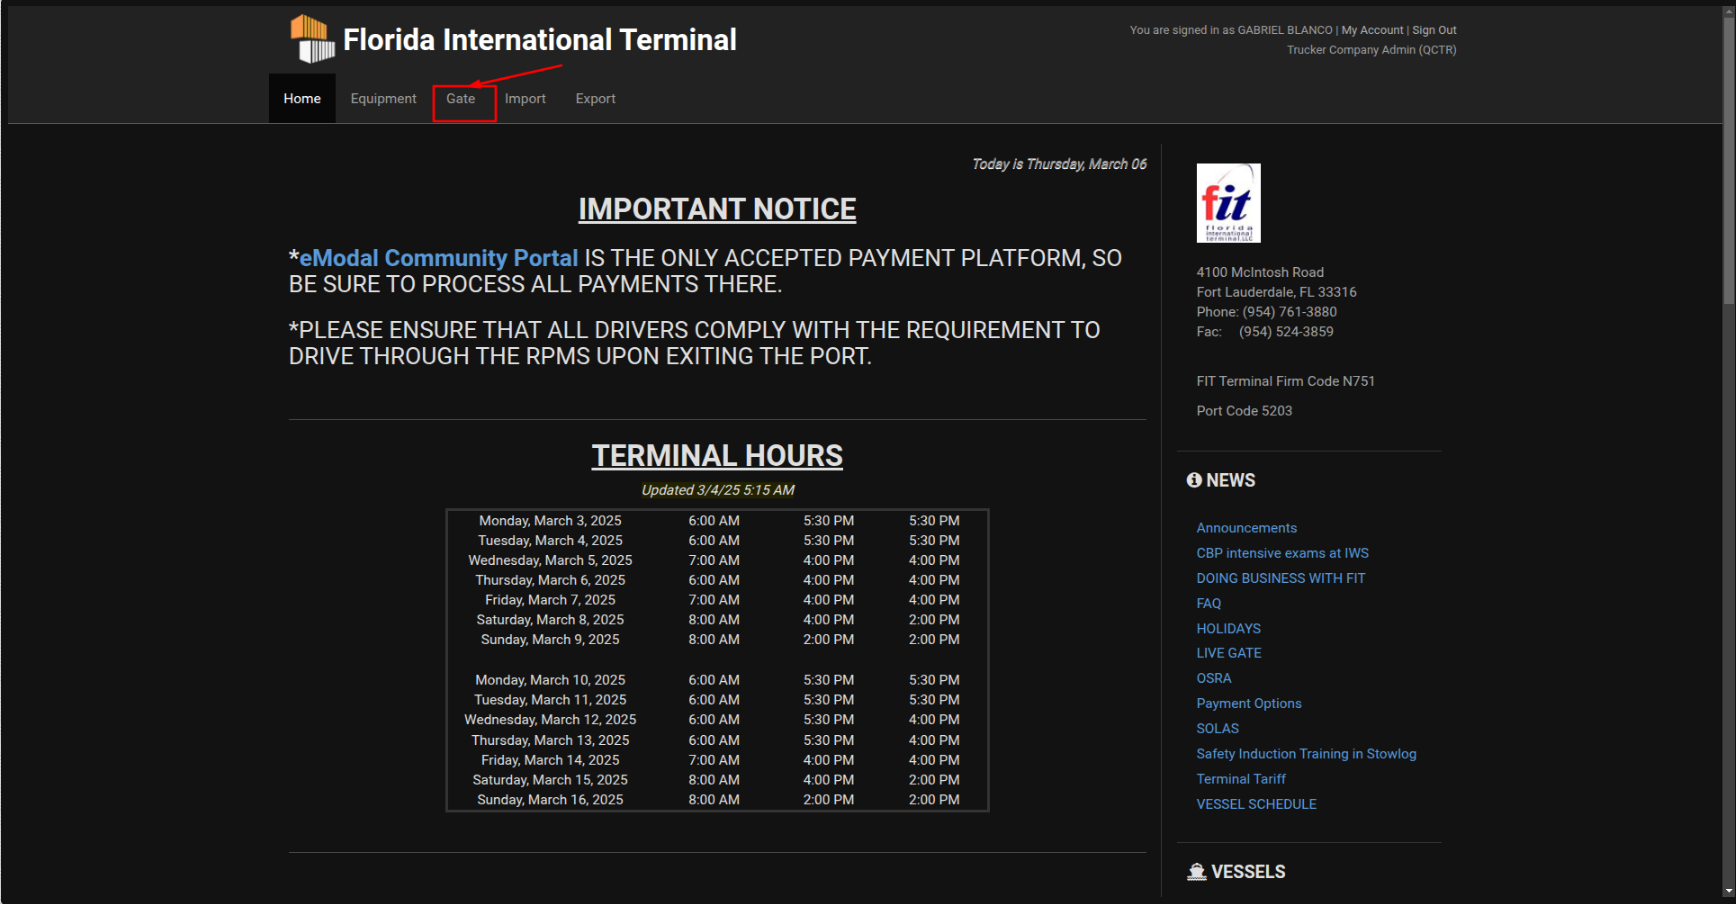 Florida International Terminal
You are signed in as GABRIEL BLANCO | My Account | Sign Out
Trucker Company Admin (QCTR)
Home Equipment Gate Import Export
Today is Thursday, March 06
IMPORTANT NOTICE
*eModal Community Portal IS THE ONLY ACCEPTED PAYMENT PLATFORM, SO
BE SURE TO PROCESS ALL PAYMENTS THERE.
*PLEASE ENSURE THAT ALL DRIVERS COMPLY WITH THE REQUIREMENT TO
DRIVE THROUGH THE RPMS UPON EXITING THE PORT.
TERMINAL HOURS
Updated 3/4/25 5:15 AM
Monday, March 3, 2025 6:00 AM 5:30 PM 5:30 PM
Tuesday, March 4, 2025 6:00 AM 5:30 PM 5:30 PM
Wednesday, March 5, 2025 7:00 AM 4:00 PM 4:00 PM
Thursday, March 6, 2025 6:00 AM 4:00 PM 4:00 PM
Friday, March 7, 2025 7:00 AM 4:00 PM 4:00 PM
Saturday, March 8, 2025 8:00 AM 4:00 PM 2:00 PM
Sunday, March 9, 2025 8:00 AM 2:00 PM 2:00 PM
Monday, March 10, 2025 6:00 AM 5:30 PM 5:30 PM
Tuesday, March 11, 2025 6:00 AM 5:30 PM 5:30 PM
Wednesday, March 12, 2025 6:00 AM 5:30 PM 4:00 PM
Thursday, March 13, 2025 6:00 AM 5:30 PM 4:00 PM
Friday, March 14, 2025 7:00 AM 4:00 PM 4:00 PM
Saturday, March 15, 2025 8:00 AM 4:00 PM 2:00 PM
Sunday, March 16, 2025 8:00 AM 2:00 PM 2:00 PM
fit
florida
international
terminal, LLC
4100 McIntosh Road
Fort Lauderdale, FL 33316
Phone: (954) 761-3880
Fac: (954) 524-3859
FIT Terminal Firm Code N751
Port Code 5203
NEWS
Announcements
CBP intensive exams at IWS
DOING BUSINESS WITH FIT
FAQ
HOLIDAYS
LIVE GATE
OSRA
Payment Options
SOLAS
Safety Induction Training in Stowlog
Terminal Tariff
VESSEL SCHEDULE
VESSELS